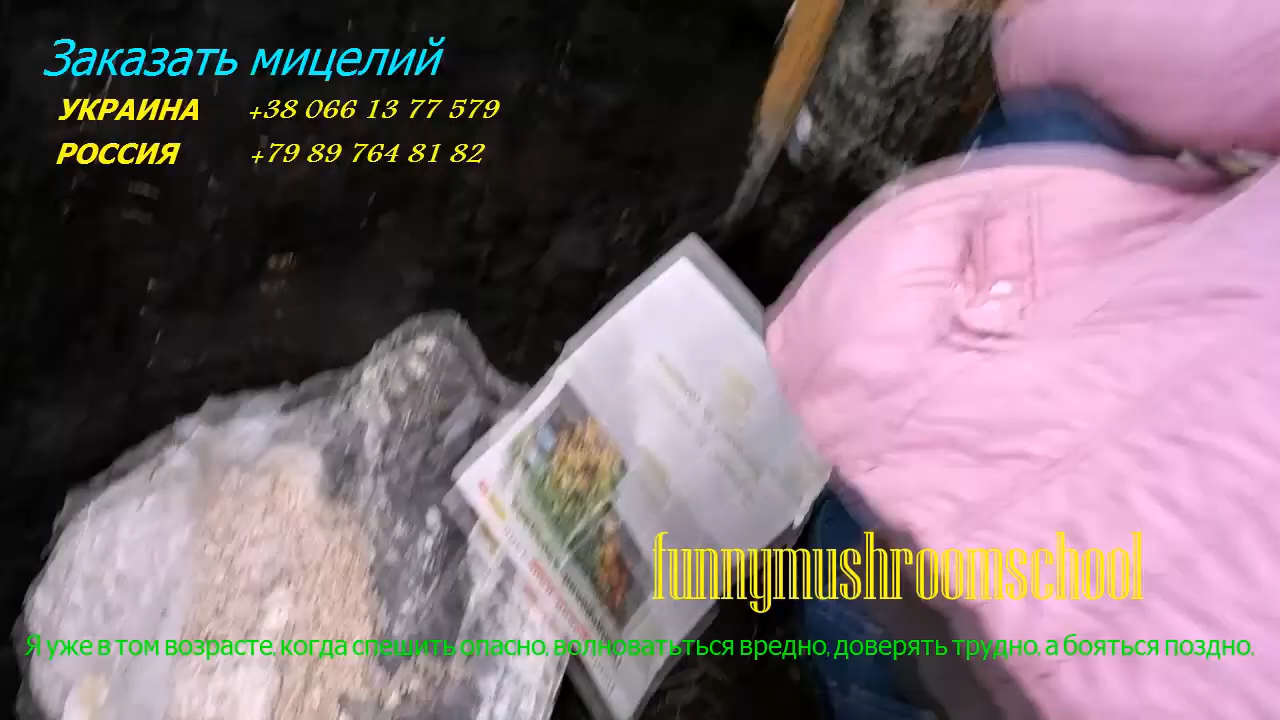 Заказать мицелий
УКРАИНА +38 066 13 77 579
РОССИЯ +79 89 764 81 82
funnymushroomschool
Я уже в том возрасте, когда спешить опасно, волноватьться вредно, доверять трудно, а бояться поздно.